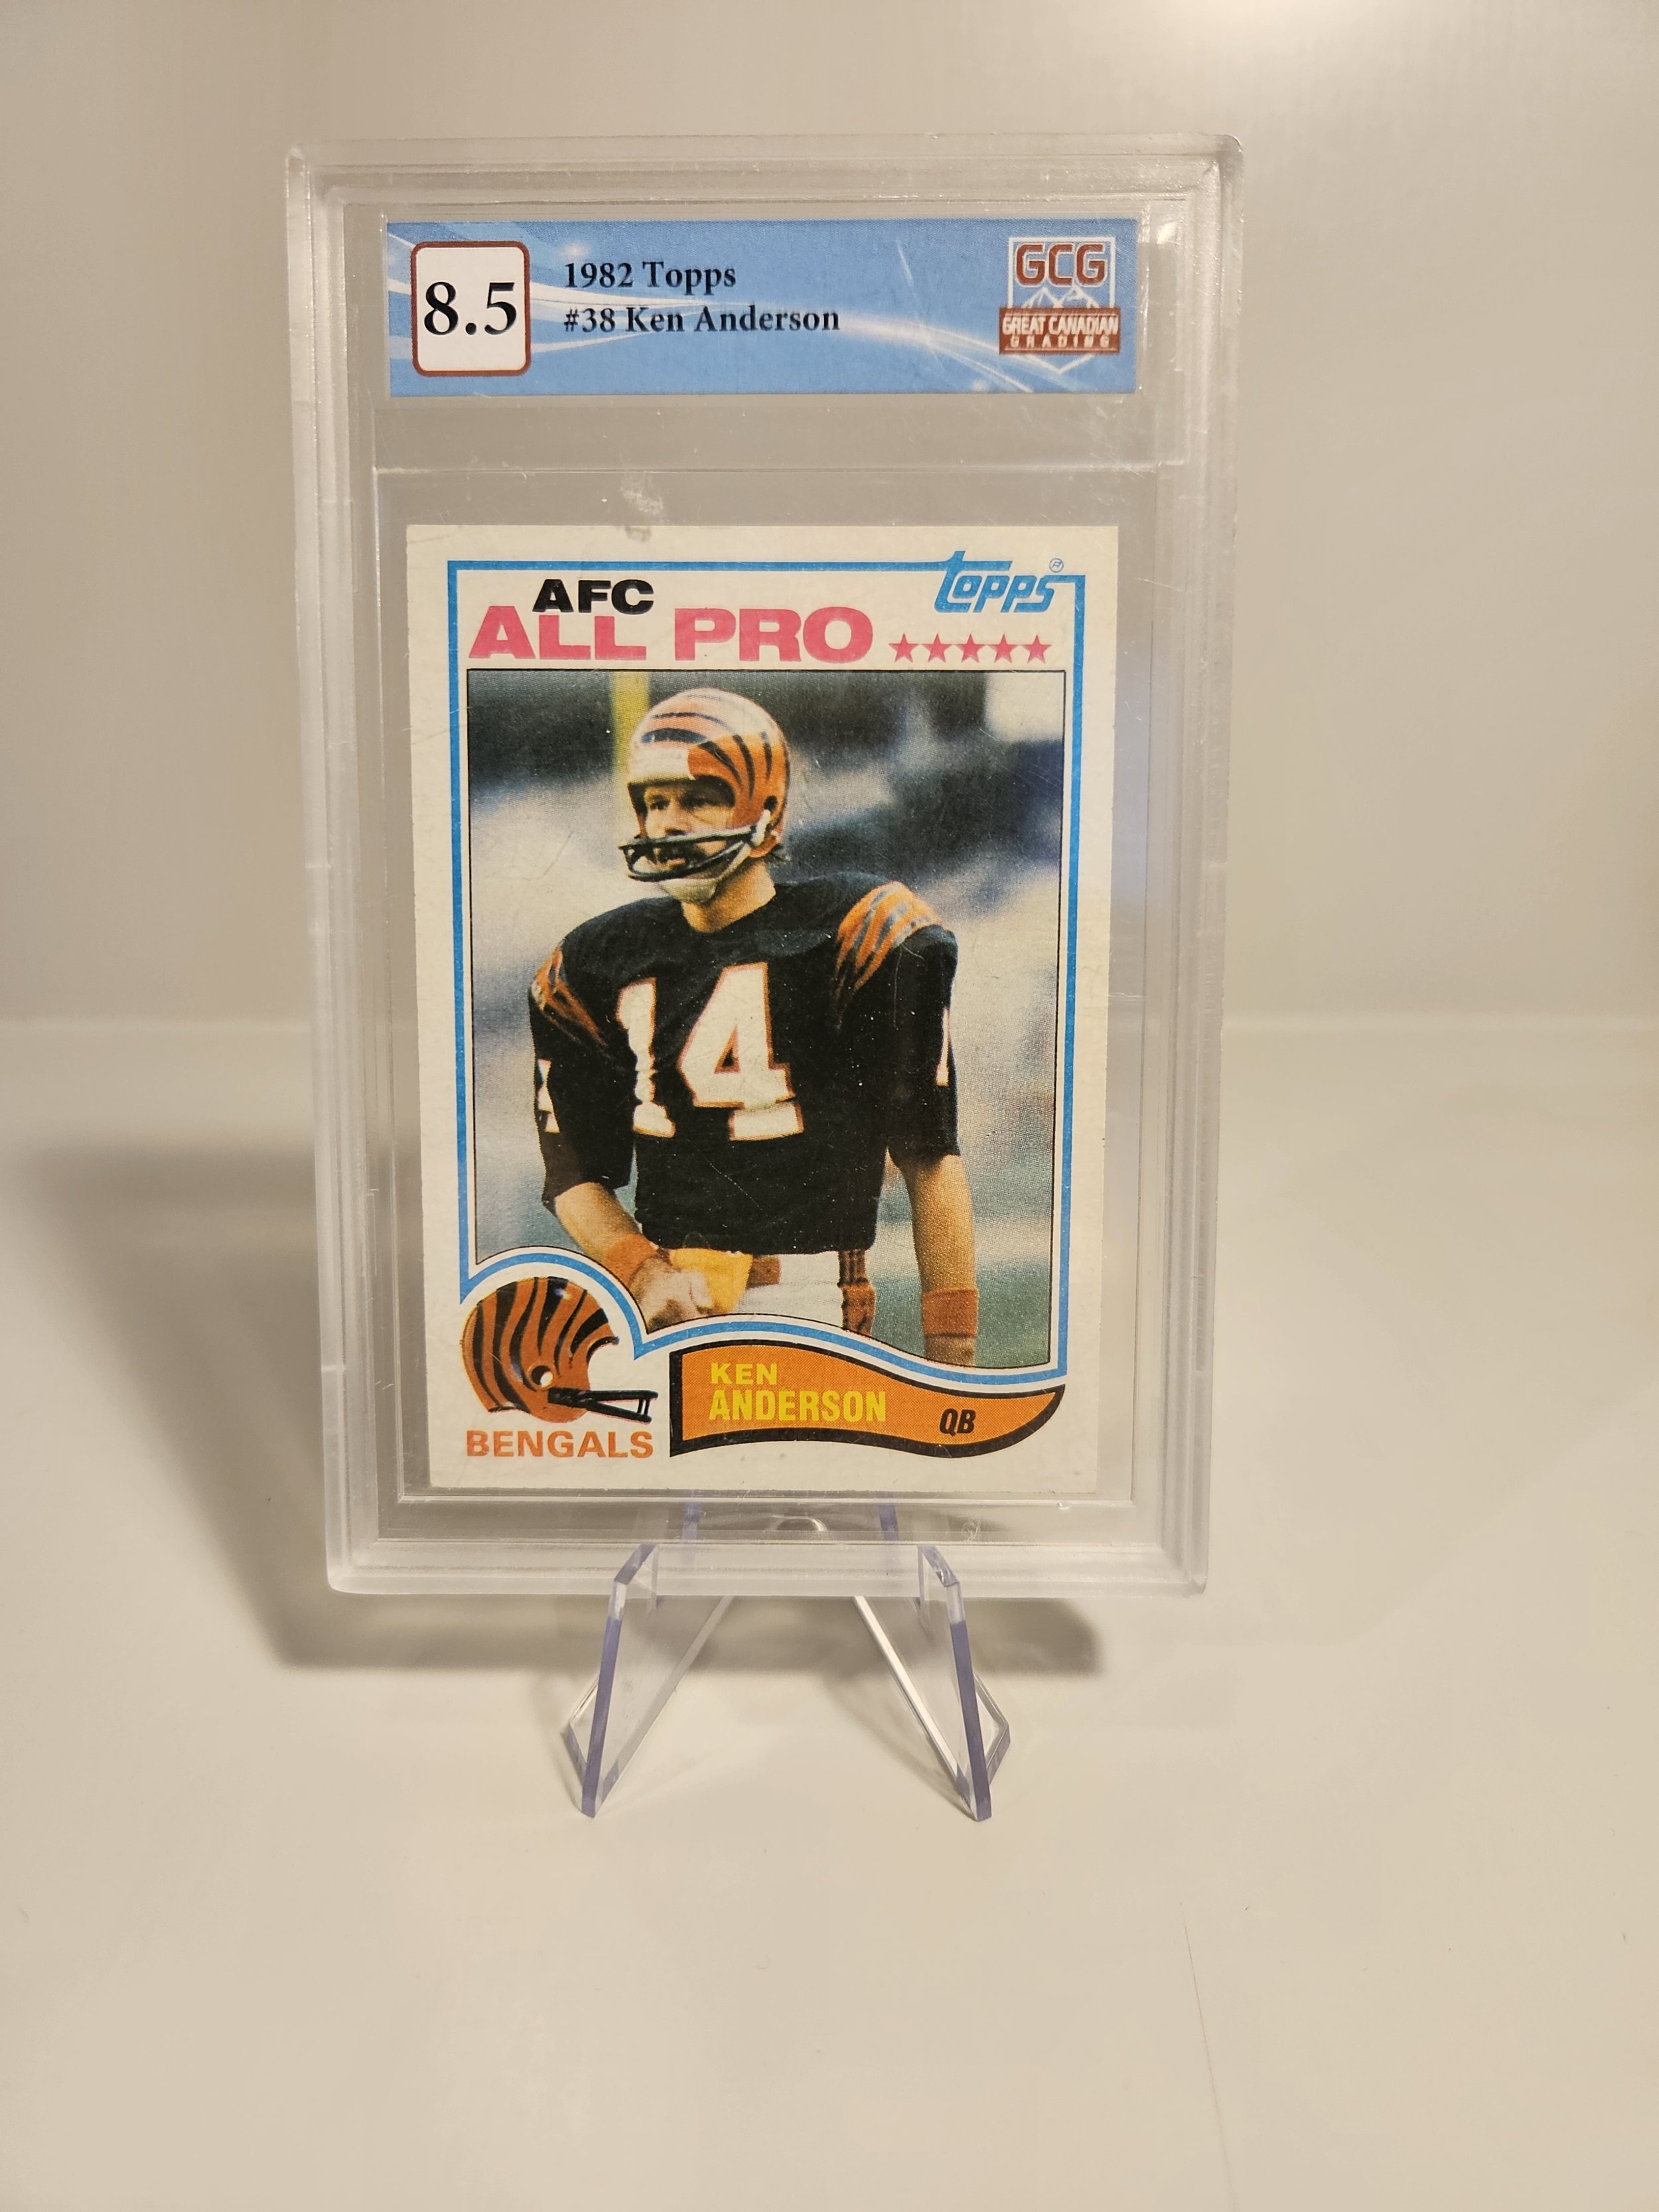 8.5
1982 Topps
#38 Ken Anderson
GCG
GREAT CANADIAN
GRADING
topps®
AFC
ALL PRO
14
KEN
ANDERSON
QB
BENGALS